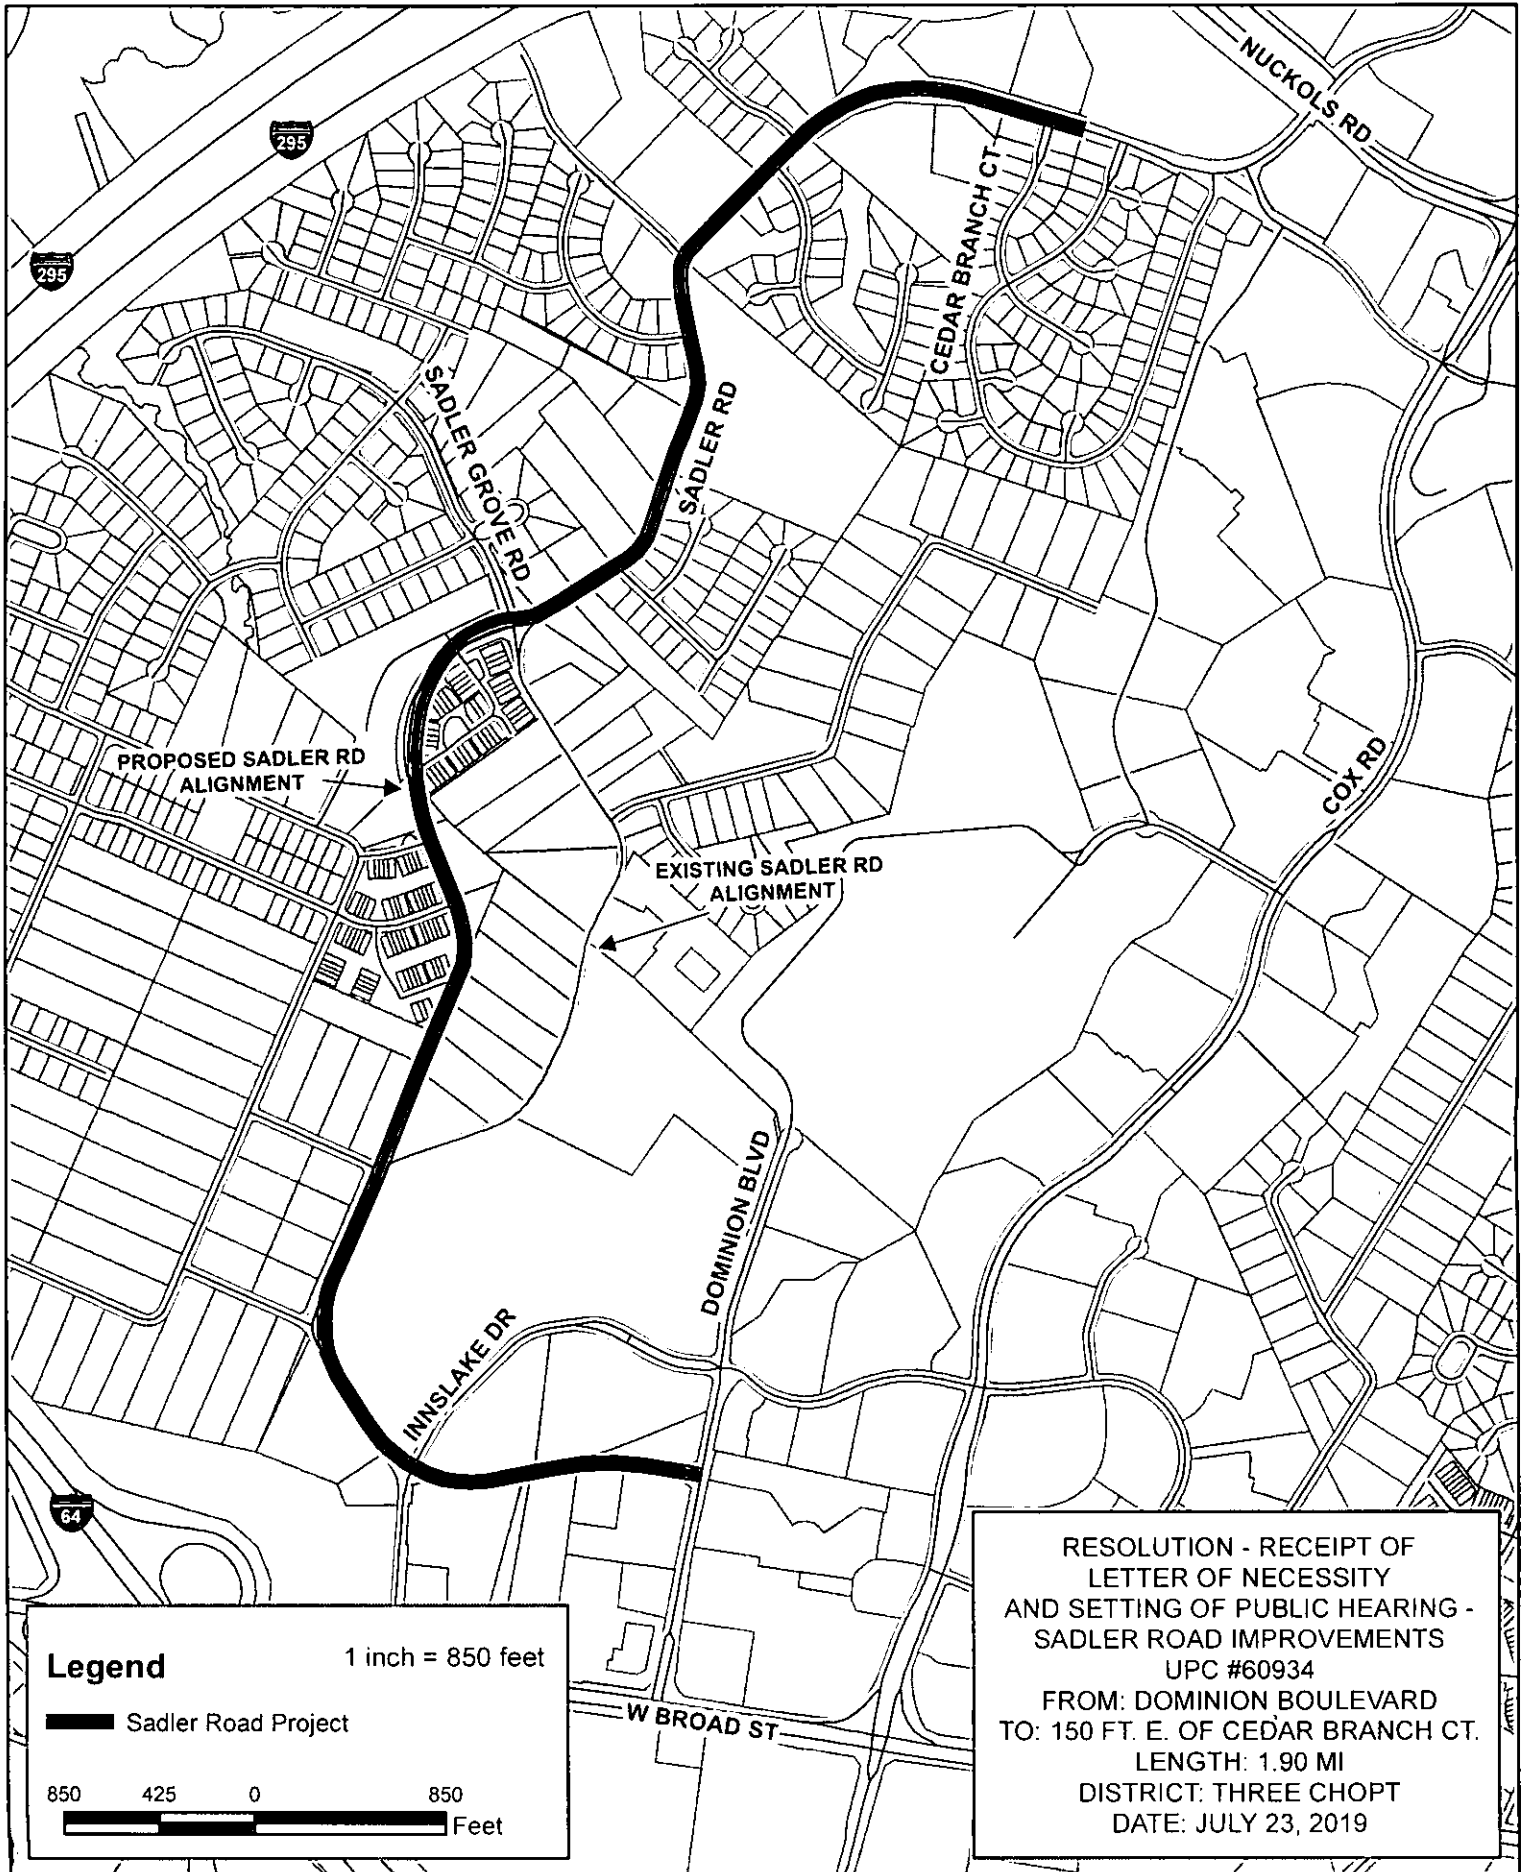 NUCKOLS RD
295
295
CEDAR BRANCH CT
SADLER GROVE RD
SADLER RD
PROPOSED SADLER RD
ALIGNMENT
COX RD
EXISTING SADLER RD
ALIGNMENT
DOMINION BLVD
INNSLAKE DR
64
W BROAD ST
Legend
1 inch = 850 feet
Sadler Road Project
850 425 0 850
Feet
RESOLUTION - RECEIPT OF
LETTER OF NECESSITY
AND SETTING OF PUBLIC HEARING -
SADLER ROAD IMPROVEMENTS
UPC #60934
FROM: DOMINION BOULEVARD
TO: 150 FT. E. OF CEDAR BRANCH CT.
LENGTH: 1.90 MI
DISTRICT: THREE CHOPT
DATE: JULY 23, 2019